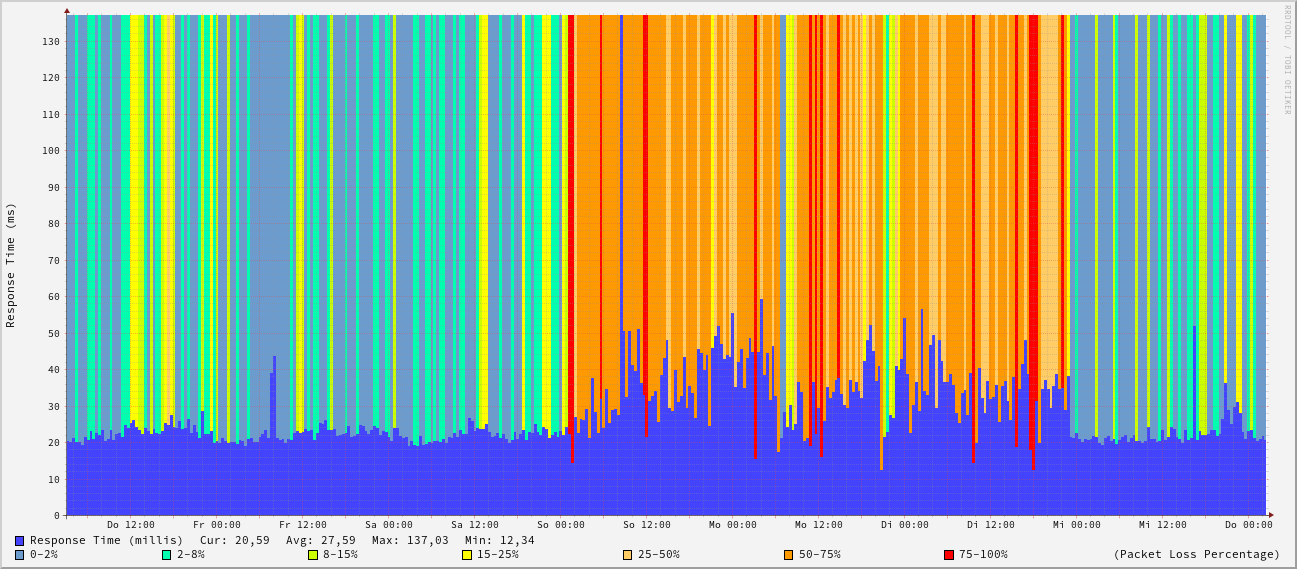 RRDTOOL / TOBI OETIKER
Response Time (ms)
130
120
110
100
90
80
70
60
50
40
30
20
10
0
Do 12:00 Fr 00:00 Fr 12:00 Sa 00:00 Sa 12:00 So 00:00 So 12:00 Mo 00:00 Mo 12:00 Di 00:00 Di 12:00 Mi 00:00 Mi 12:00 Do 00:00
Response Time (millis) Cur: 20,59 Avg: 27,59 Max: 137,03 Min: 12,34
0-2% 2-8% 8-15% 15-25% 25-50% 50-75% 75-100% (Packet Loss Percentage)